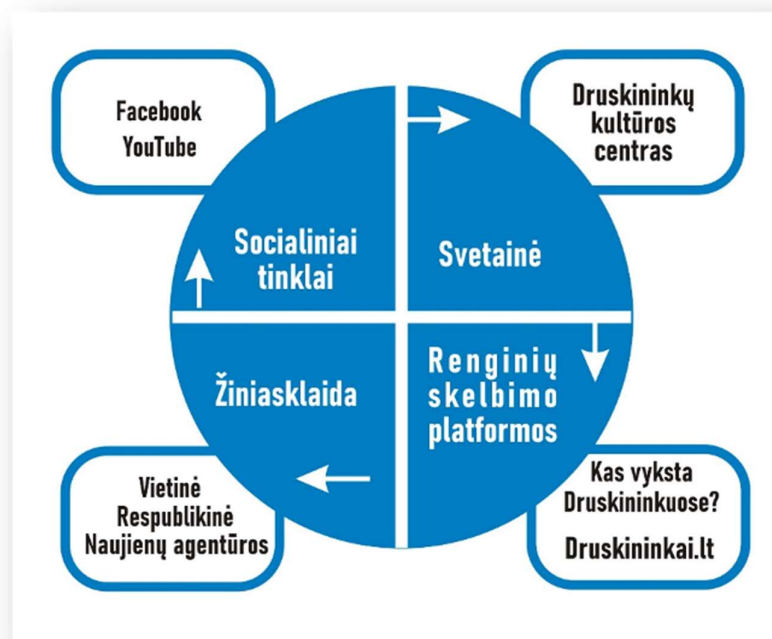 Facebook
YouTube
Druskininkų
kultūros
centras
Socialiniai
tinklai
Svetainė
Žiniasklaida
Renginių
skelbimo
platformos
Vietinė
Respublikinė
Naujienų agentūros
Kas vyksta
Druskininkuose?
Druskininkai.lt